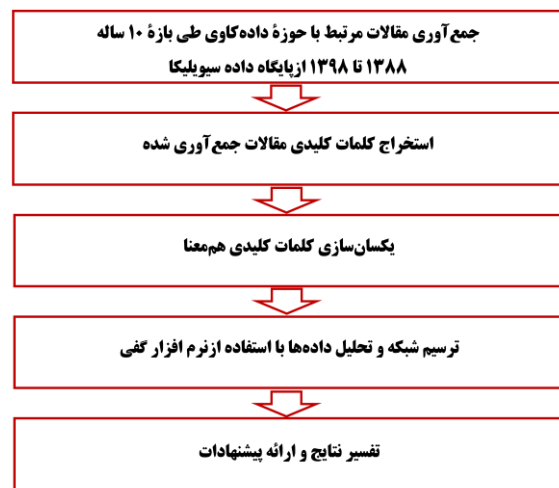 جمع‌آوری مقالات مرتبط با حوزهٔ داده‌کاوی طی بازهٔ ۱۰ ساله
۱۳۸۸ تا ۱۳۹۸ ازپایگاه داده سیویلیکا
استخراج کلمات کلیدی مقالات جمع‌آوری شده
یکسان‌سازی کلمات کلیدی هم‌معنا
ترسیم شبکه و تحلیل داده‌ها با استفاده ازنرم افزار گفی
تفسیر نتایج و ارائه پیشنهادات